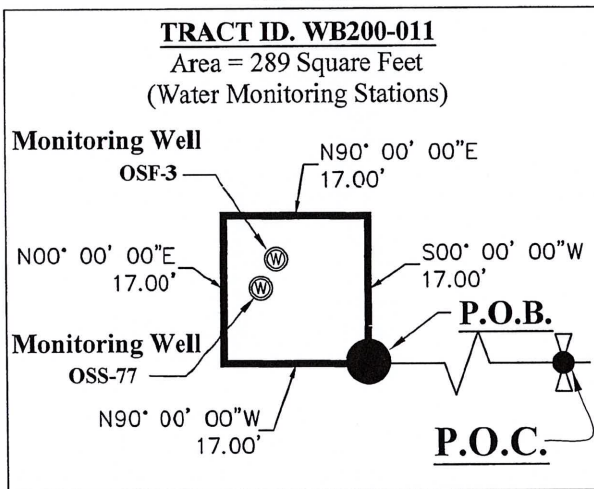 TRACT ID. WB200-011
Area = 289 Square Feet
(Water Monitoring Stations)
Monitoring Well
OSF-3
N90° 00' 00"E
17.00'
N00° 00' 00"E
17.00'
W
W
S00° 00' 00"W
17.00'
P.O.B.
Monitoring Well
OSS-77
N90° 00' 00"W
17.00'
P.O.C.